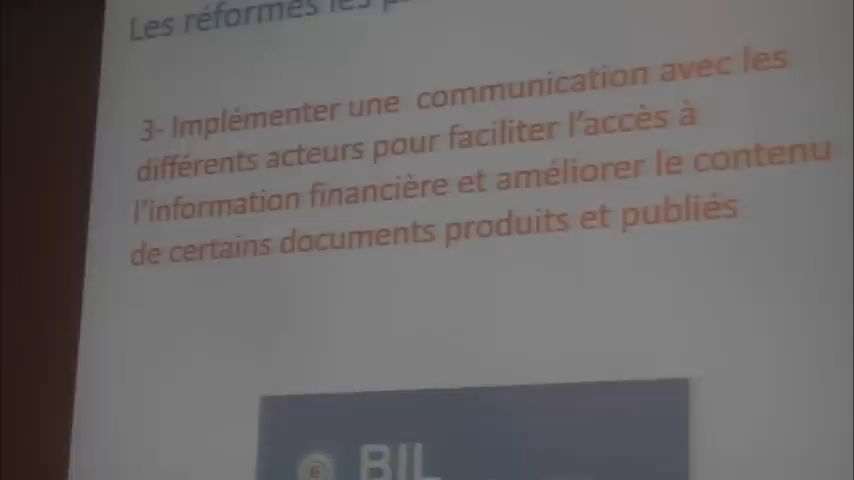 Les réformes les
3- Implémenter une communication avec les
différents acteurs pour faciliter l'accès à
l'information financière et améliorer le contenu
de certains documents produits et publiés
BIL